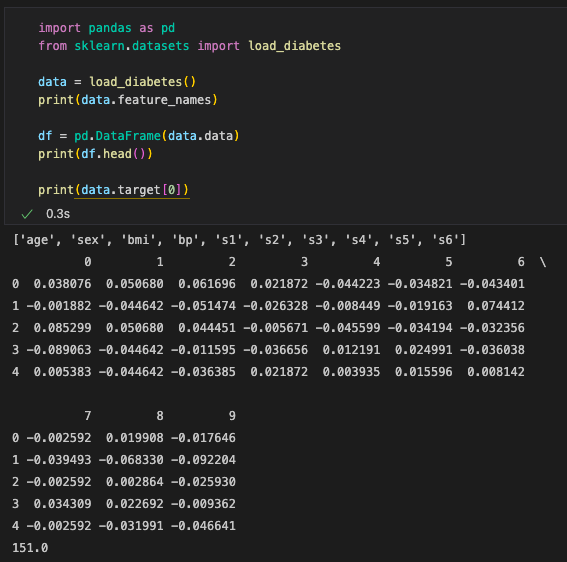 import pandas as pd
from sklearn.datasets import load_diabetes
data = load_diabetes()
print(data.feature_names)
df = pd.DataFrame(data.data)
print(df.head())
print(data.target[0])
0.3s
['age', 'sex', 'bmi', 'bp', 's1', 's2', 's3', 's4', 's5', 's6']
0 1 2 3 4 5 6 \
0 0.038076 0.050680 0.061696 0.021872 -0.044223 -0.034821 -0.043401
1 -0.001882 -0.044642 -0.051474 -0.026328 -0.008449 -0.019163 0.074412
2 0.085299 0.050680 0.044451 -0.005671 -0.045599 -0.034194 -0.032356
3 -0.089063 -0.044642 -0.011595 -0.036656 0.012191 0.024991 -0.036038
4 0.005383 -0.044642 -0.036385 0.021872 0.003935 0.015596 0.008142
7 8 9
0 -0.002592 0.019908 -0.017646
1 -0.039493 -0.068330 -0.092204
2 -0.002592 0.002864 -0.025930
3 0.034309 0.022692 -0.009362
4 -0.002592 -0.031991 -0.046641
151.0